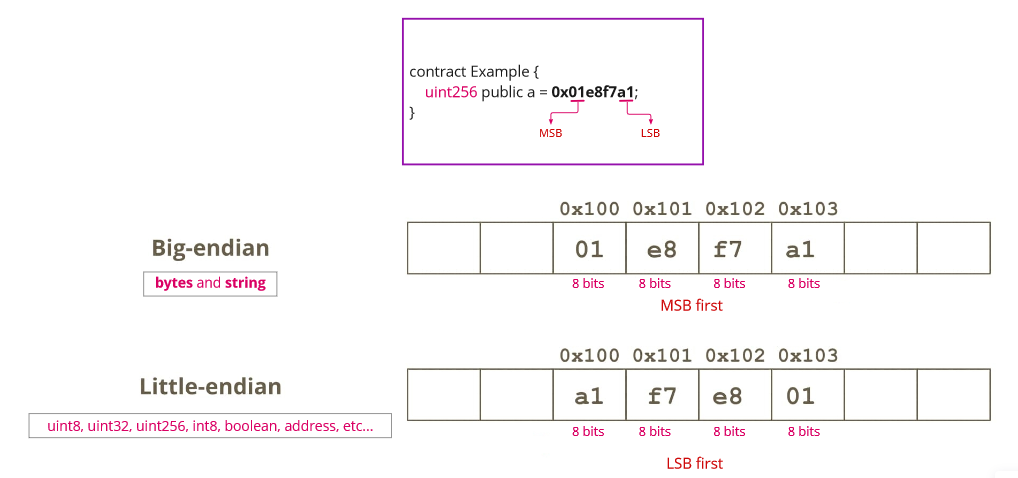 contract Example {
uint256 public a = 0x01e8f7a1;
}
MSB LSB
0x100 0x101 0x102 0x103
Big-endian
01 e8 f7 a1
bytes and string
8 bits 8 bits 8 bits 8 bits
MSB first
0x100 0x101 0x102 0x103
Little-endian
a1 f7 e8 01
uint8, uint32, uint256, int8, boolean, address, etc...
8 bits 8 bits 8 bits 8 bits
LSB first